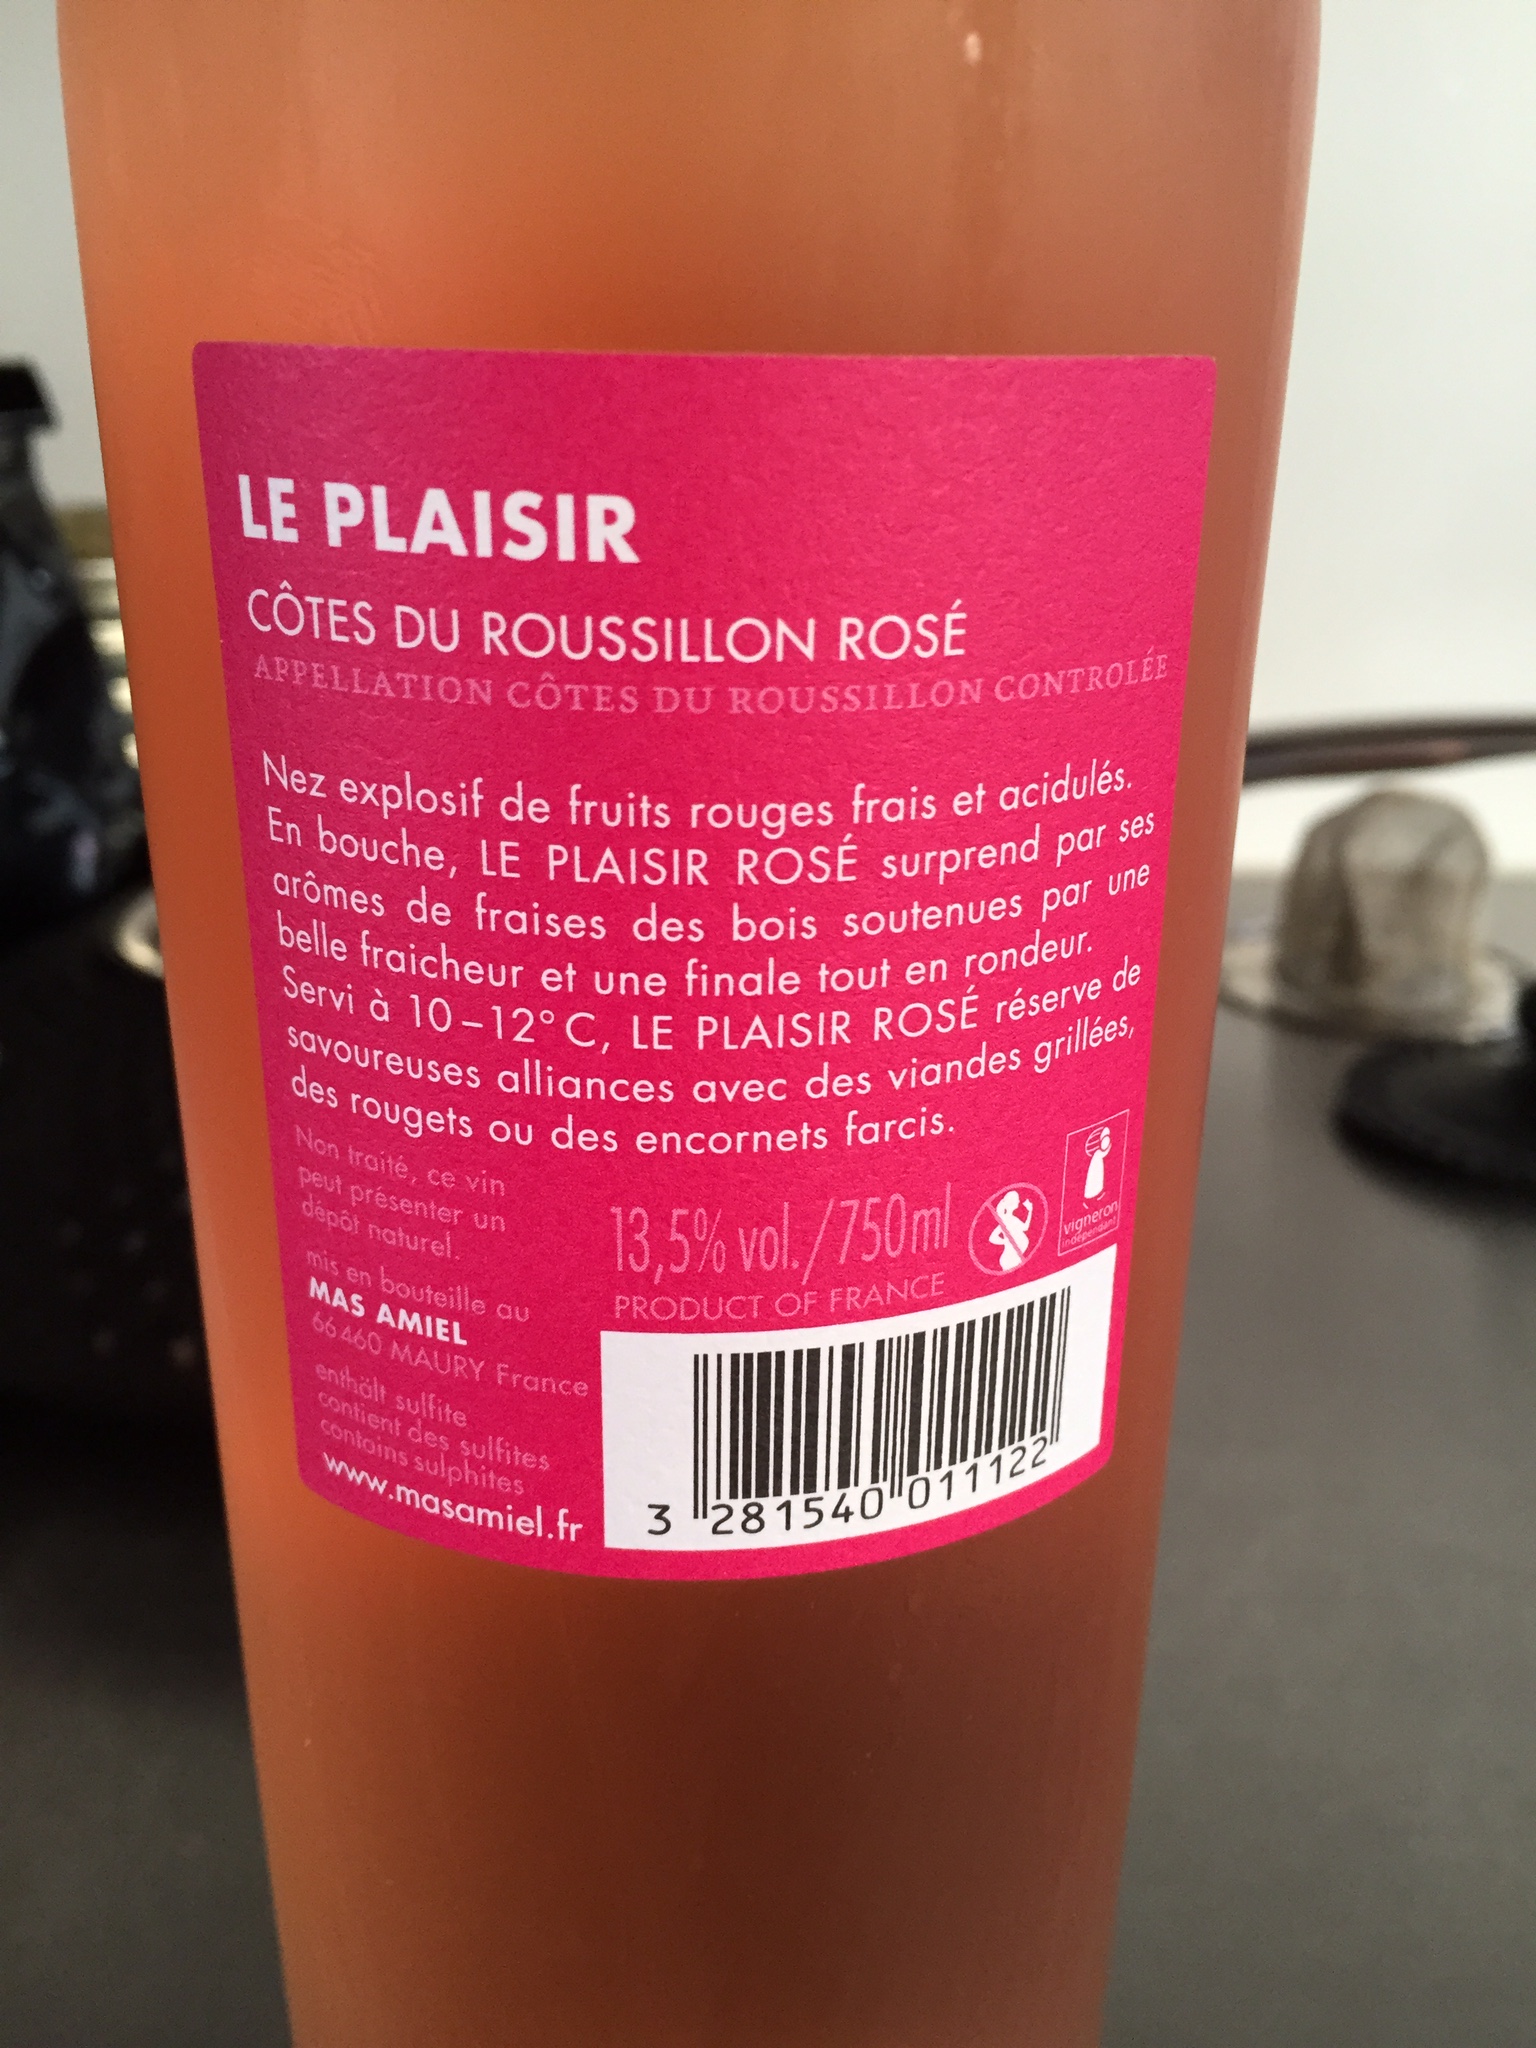 LE PLAISIR
CÔTES DU ROUSSILLON ROSÉ
APPELLATION CÔTES DU ROUSSILLON CONTROLÉE
Nez explosif de fruits rouges frais et acidulés.
En bouche, LE PLAISIR ROSÉ surprend par ses
arômes de fraises des bois soutenues par une
belle fraicheur et une finale tout en rondeur.
Servi à 10–12°C, LE PLAISIR ROSÉ réserve de
savoureuses alliances avec des viandes grillées,
des rougets ou des encornets farcis.
Non traité, ce vin
peut présenter un
dépôt naturel.
mis en bouteille au
MAS AMIEL
66460 MAURY France
enthält sulfite
contient des sulfites
contains sulphites
www.masamiel.fr
13,5% vol./750ml
PRODUCT OF FRANCE
vigneron
indépendant
3 281540 011122